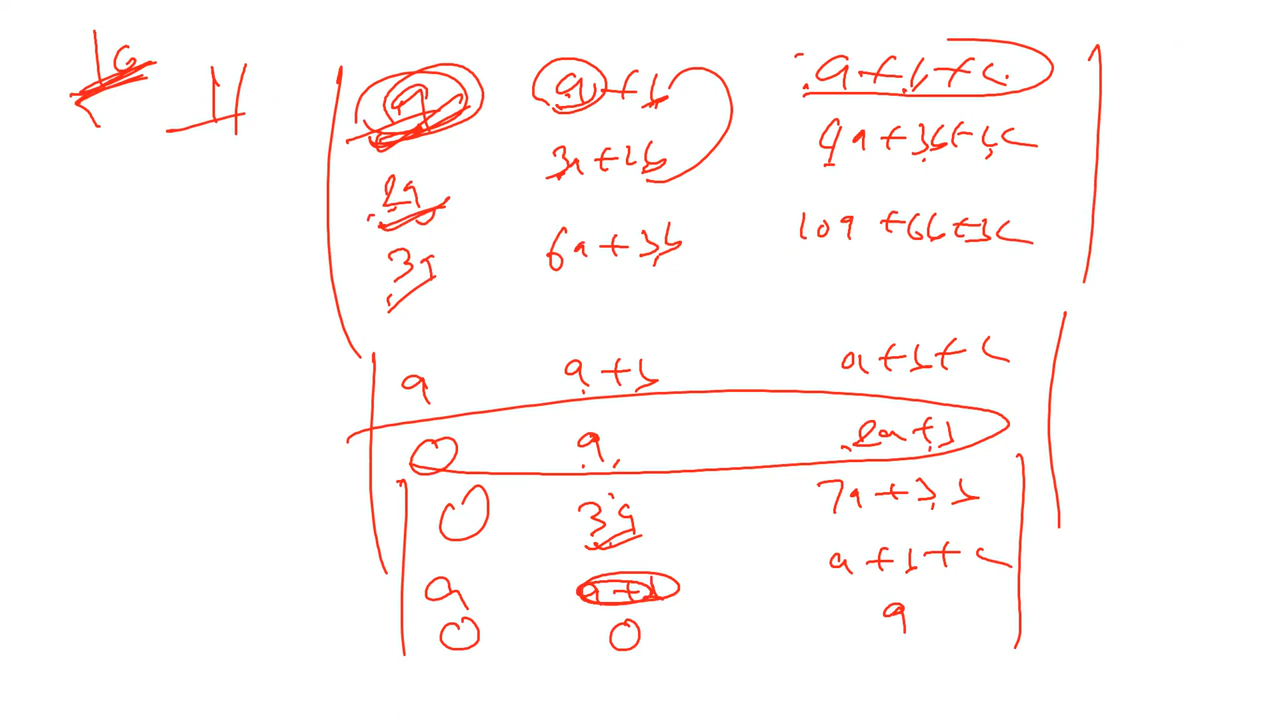 a a+b a+b+c
2a 3a+2b 4a+3b+2c
3a 6a+3b 10a+6b+3c
a a+b a+b+c
0 a 2a+b
0 3a 7a+3b
a a+b a+b+c
0 0 a